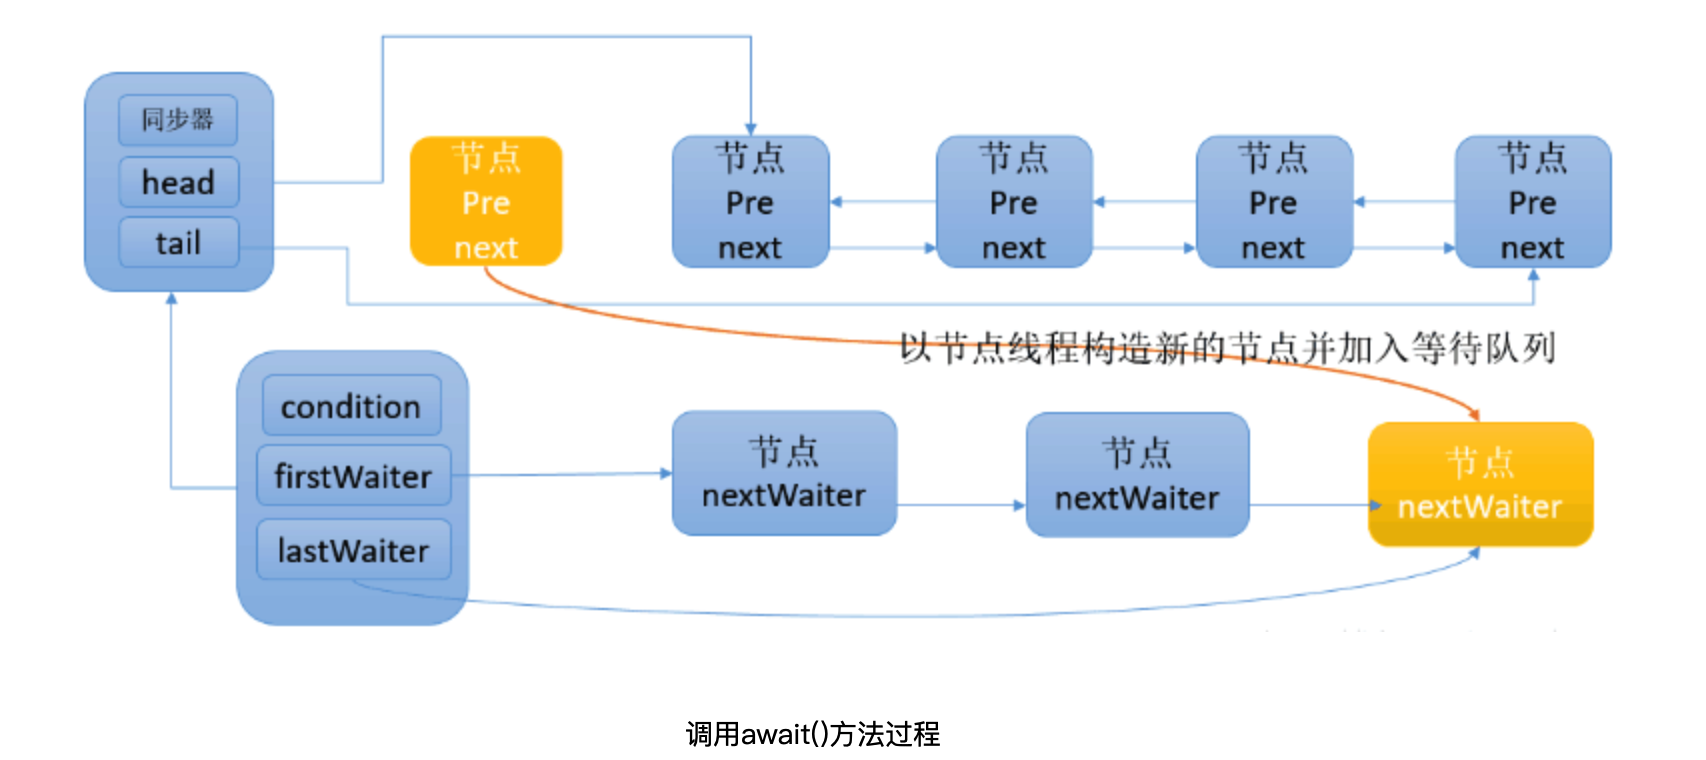 同步器
head
tail
节点
Pre
next
节点
Pre
next
节点
Pre
next
节点
Pre
next
节点
Pre
next
以节点线程构造新的节点并加入等待队列
condition
firstWaiter
lastWaiter
节点
nextWaiter
节点
nextWaiter
节点
nextWaiter
调用await()方法过程